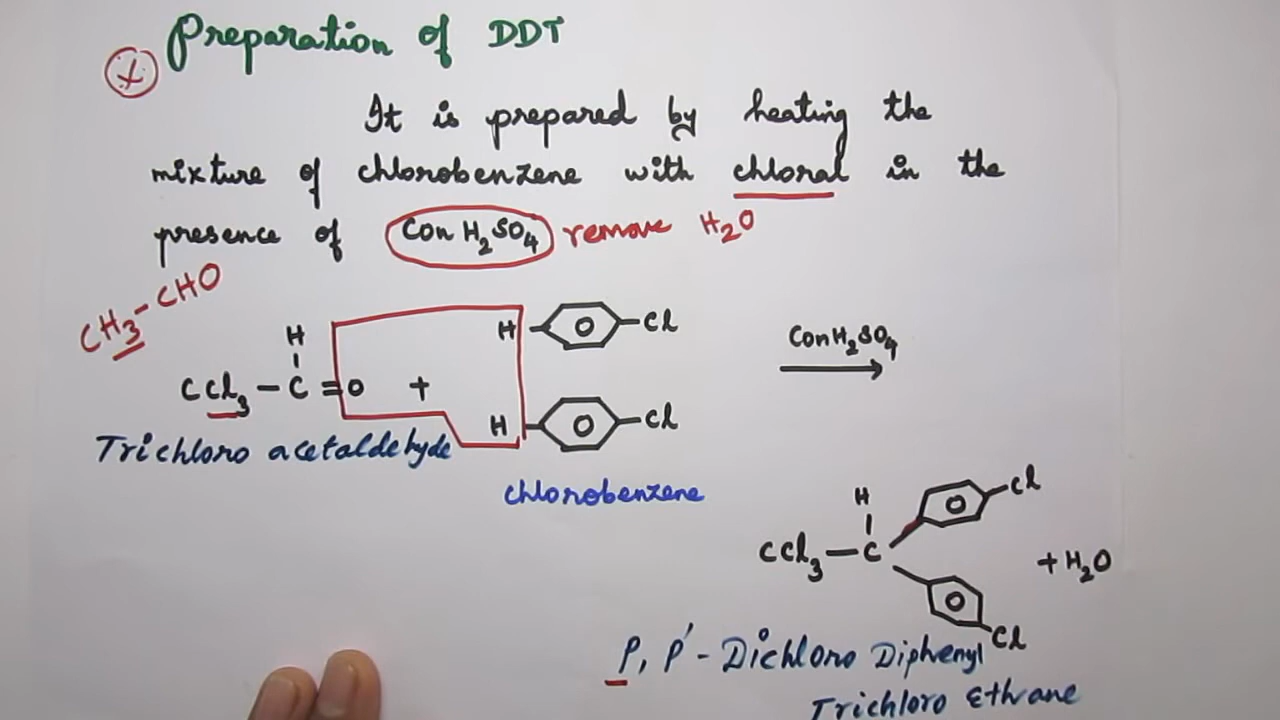 Preparation of DDT
X
It is prepared by heating the
mixture of chlorobenzene with chloral in the
presence of Con H₂SO₄ remove H₂O
CH₃-CHO
H
H
Cl
Con H₂SO₄
CCl₃ - C = O +
H
Cl
Trichloro acetaldehyde
chlorobenzene
H
Cl
CCl₃ - C
+ H₂O
Cl
P, P' - Dichloro Diphenyl
Trichloro Ethane